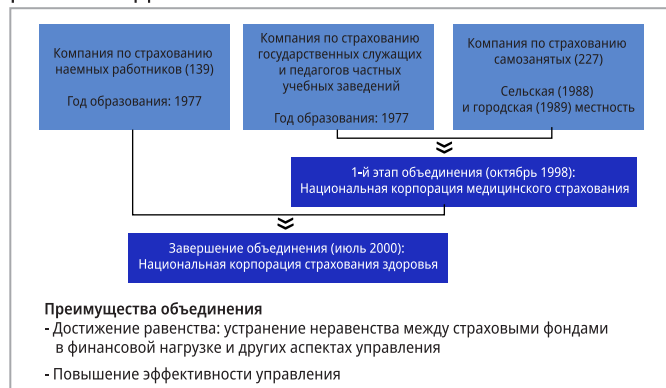 Компания по страхованию
наемных работников (139)
Год образования: 1977
Компания по страхованию
государственных служащих
и педагогов частных
учебных заведений
Год образования: 1977
Компания по страхованию
самозанятых (227)
Сельская (1988)
и городская (1989) местность
1-й этап объединения (октябрь 1998):
Национальная корпорация медицинского страхования
Завершение объединения (июль 2000):
Национальная корпорация страхования здоровья
Преимущества объединения
- Достижение равенства: устранение неравенства между страховыми фондами
в финансовой нагрузке и других аспектах управления
- Повышение эффективности управления